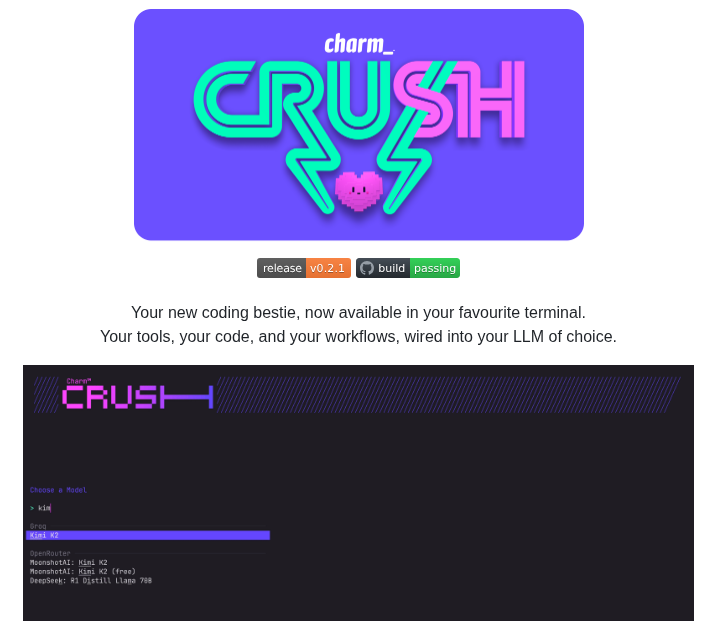 charm_
CRUSH
release v0.2.1 build passing
Your new coding bestie, now available in your favourite terminal.
Your tools, your code, and your workflows, wired into your LLM of choice.
Charm™
CRUSH
Choose a Model
> kim
Groq
Kimi K2
OpenRouter
MoonshotAI: Kimi K2
MoonshotAI: Kimi K2 (free)
DeepSeek: R1 Distill Llama 70B